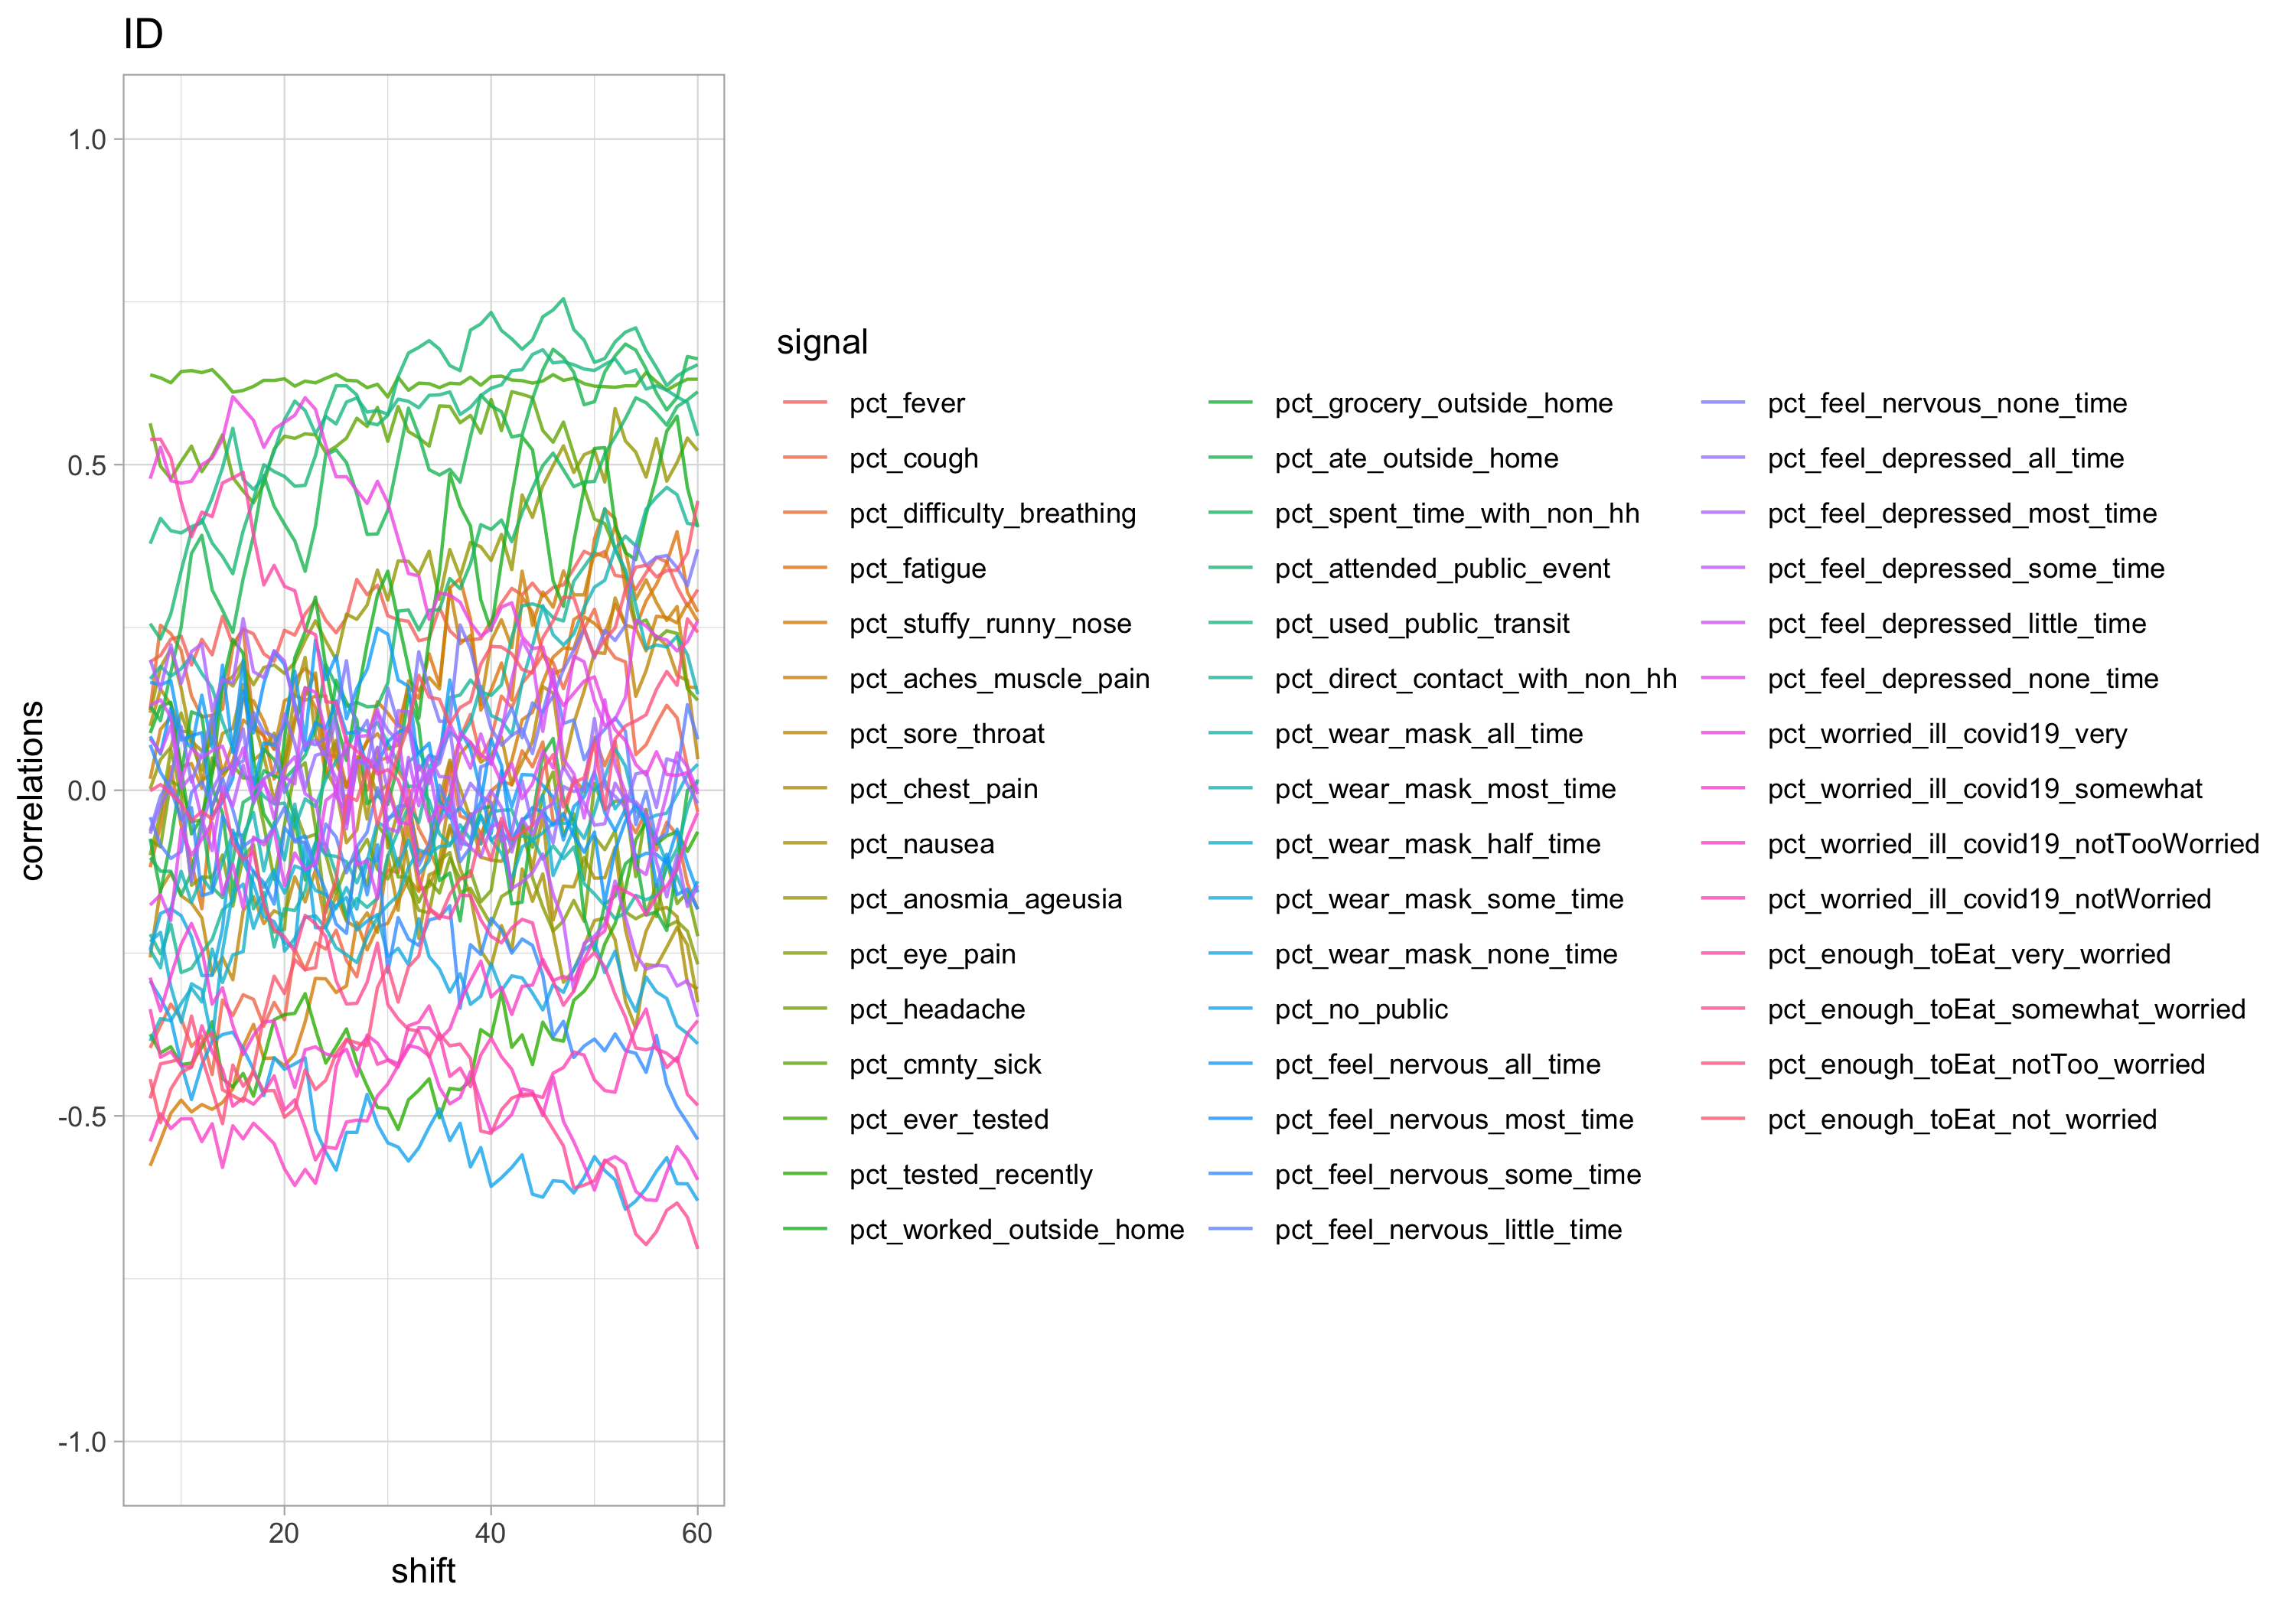 ID
1.0
0.5
0.0
-0.5
-1.0
correlations
20 40 60
shift
signal
pct_fever
pct_cough
pct_difficulty_breathing
pct_fatigue
pct_stuffy_runny_nose
pct_aches_muscle_pain
pct_sore_throat
pct_chest_pain
pct_nausea
pct_anosmia_ageusia
pct_eye_pain
pct_headache
pct_cmnty_sick
pct_ever_tested
pct_tested_recently
pct_worked_outside_home
pct_grocery_outside_home
pct_ate_outside_home
pct_spent_time_with_non_hh
pct_attended_public_event
pct_used_public_transit
pct_direct_contact_with_non_hh
pct_wear_mask_all_time
pct_wear_mask_most_time
pct_wear_mask_half_time
pct_wear_mask_some_time
pct_wear_mask_none_time
pct_no_public
pct_feel_nervous_all_time
pct_feel_nervous_most_time
pct_feel_nervous_some_time
pct_feel_nervous_little_time
pct_feel_nervous_none_time
pct_feel_depressed_all_time
pct_feel_depressed_most_time
pct_feel_depressed_some_time
pct_feel_depressed_little_time
pct_feel_depressed_none_time
pct_worried_ill_covid19_very
pct_worried_ill_covid19_somewhat
pct_worried_ill_covid19_notTooWorried
pct_worried_ill_covid19_notWorried
pct_enough_toEat_very_worried
pct_enough_toEat_somewhat_worried
pct_enough_toEat_notToo_worried
pct_enough_toEat_not_worried